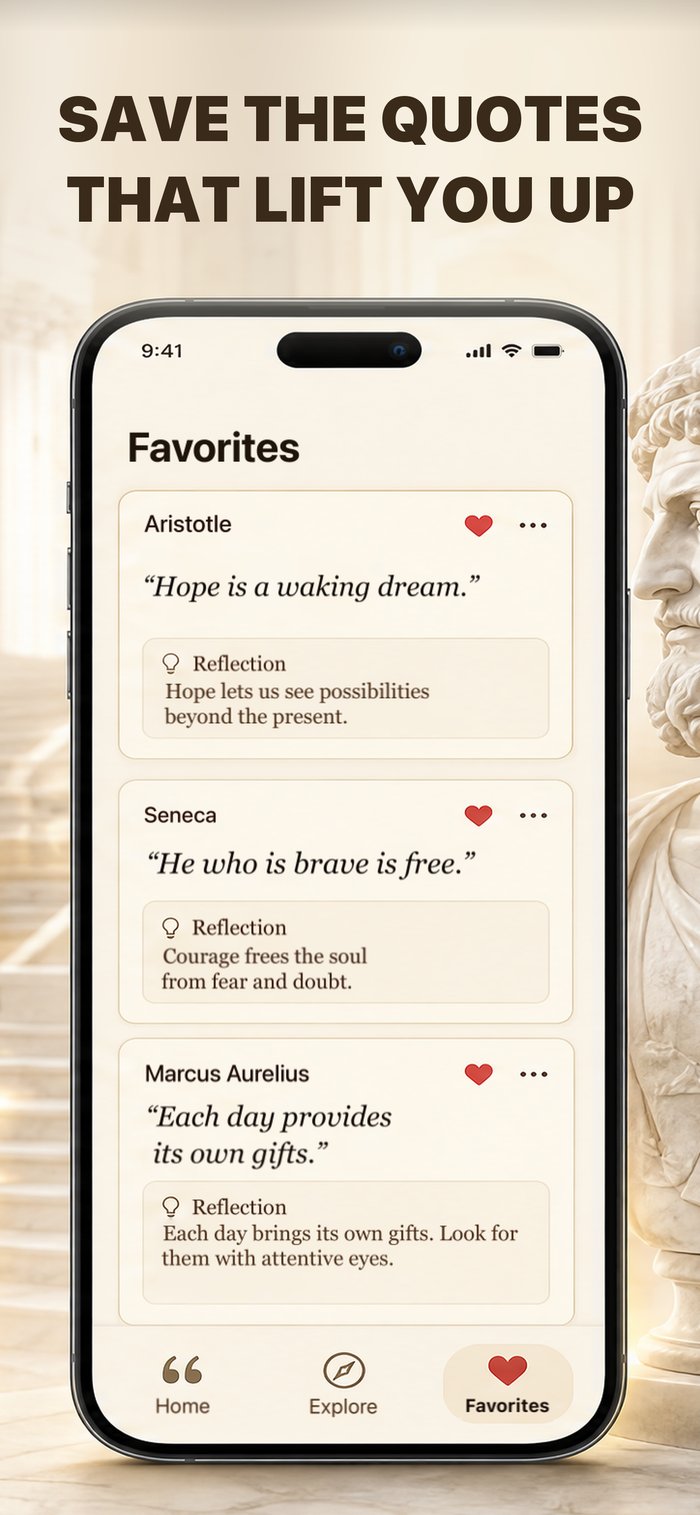 SAVE THE QUOTES
THAT LIFT YOU UP
9:41
Favorites
Aristotle
“Hope is a waking dream.”
Reflection
Hope lets us see possibilities
beyond the present.
Seneca
“He who is brave is free.”
Reflection
Courage frees the soul
from fear and doubt.
Marcus Aurelius
“Each day provides
its own gifts.”
Reflection
Each day brings its own gifts. Look for
them with attentive eyes.
Home
Explore
Favorites